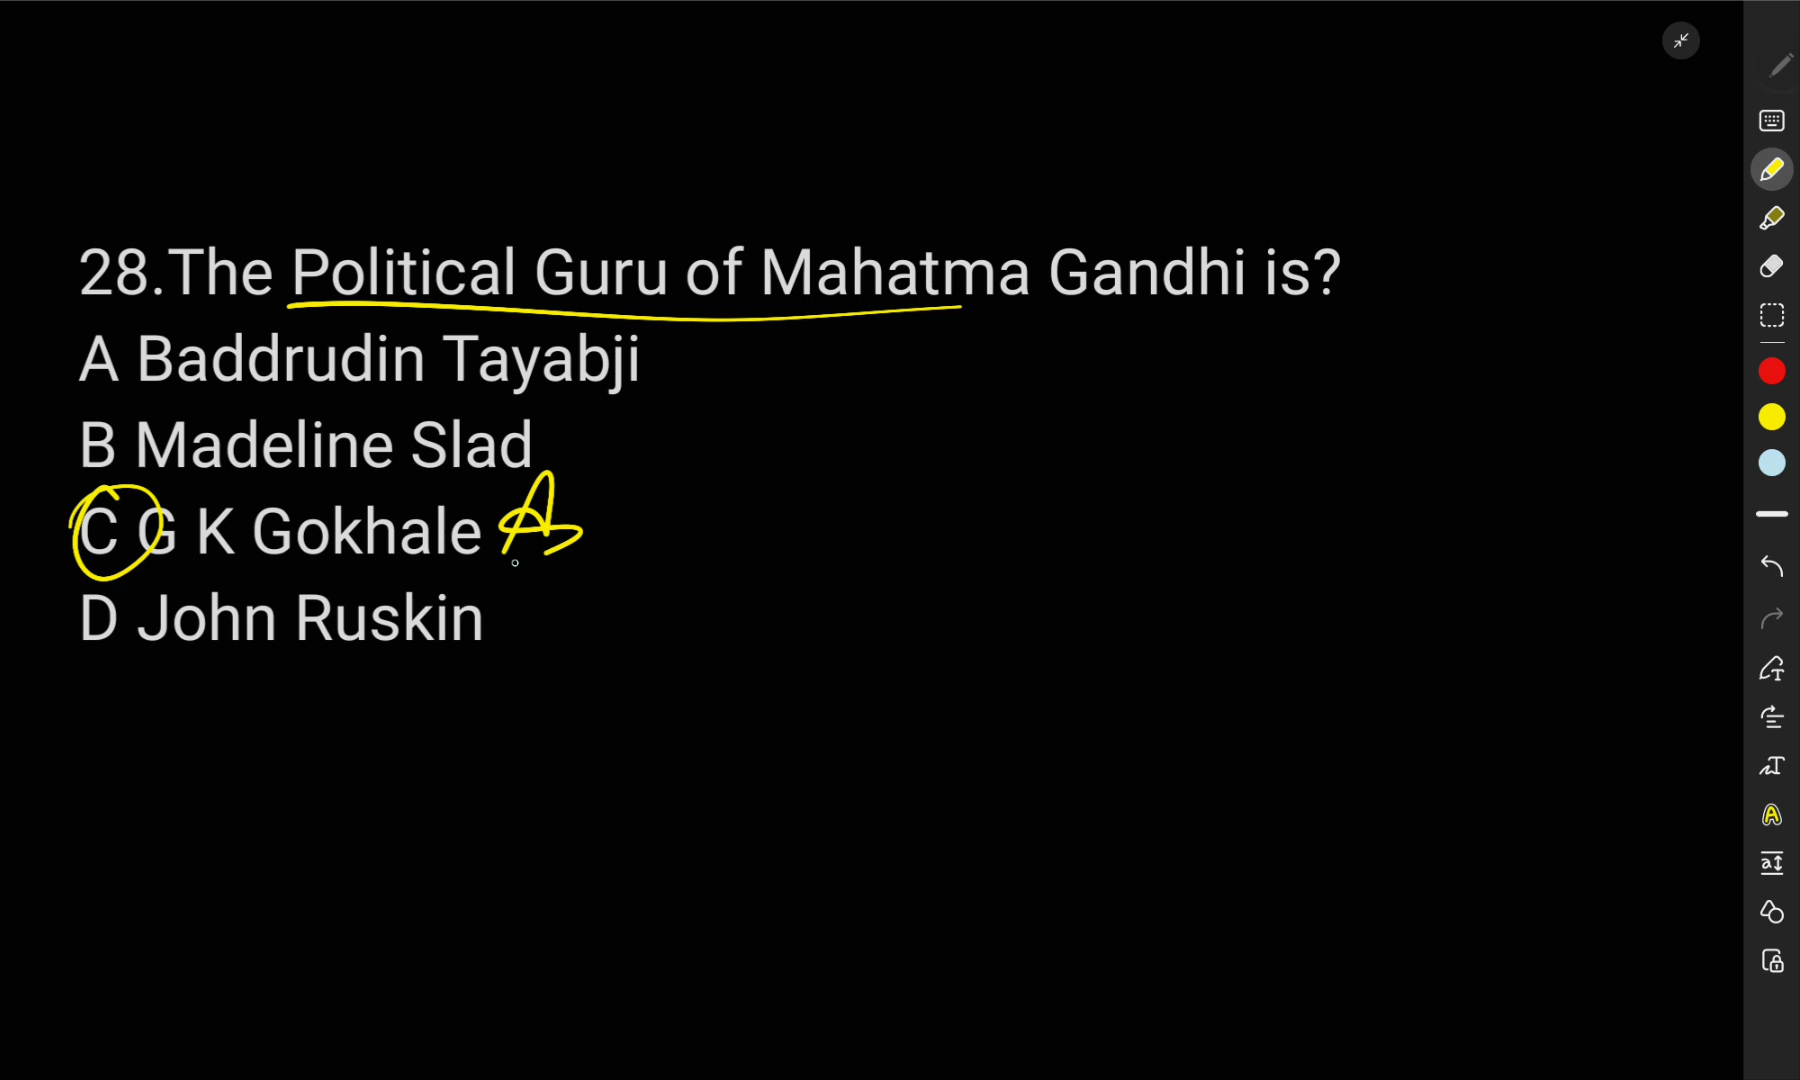 28.The Political Guru of Mahatma Gandhi is?
A Baddrudin Tayabji
B Madeline Slad
C G K Gokhale
D John Ruskin